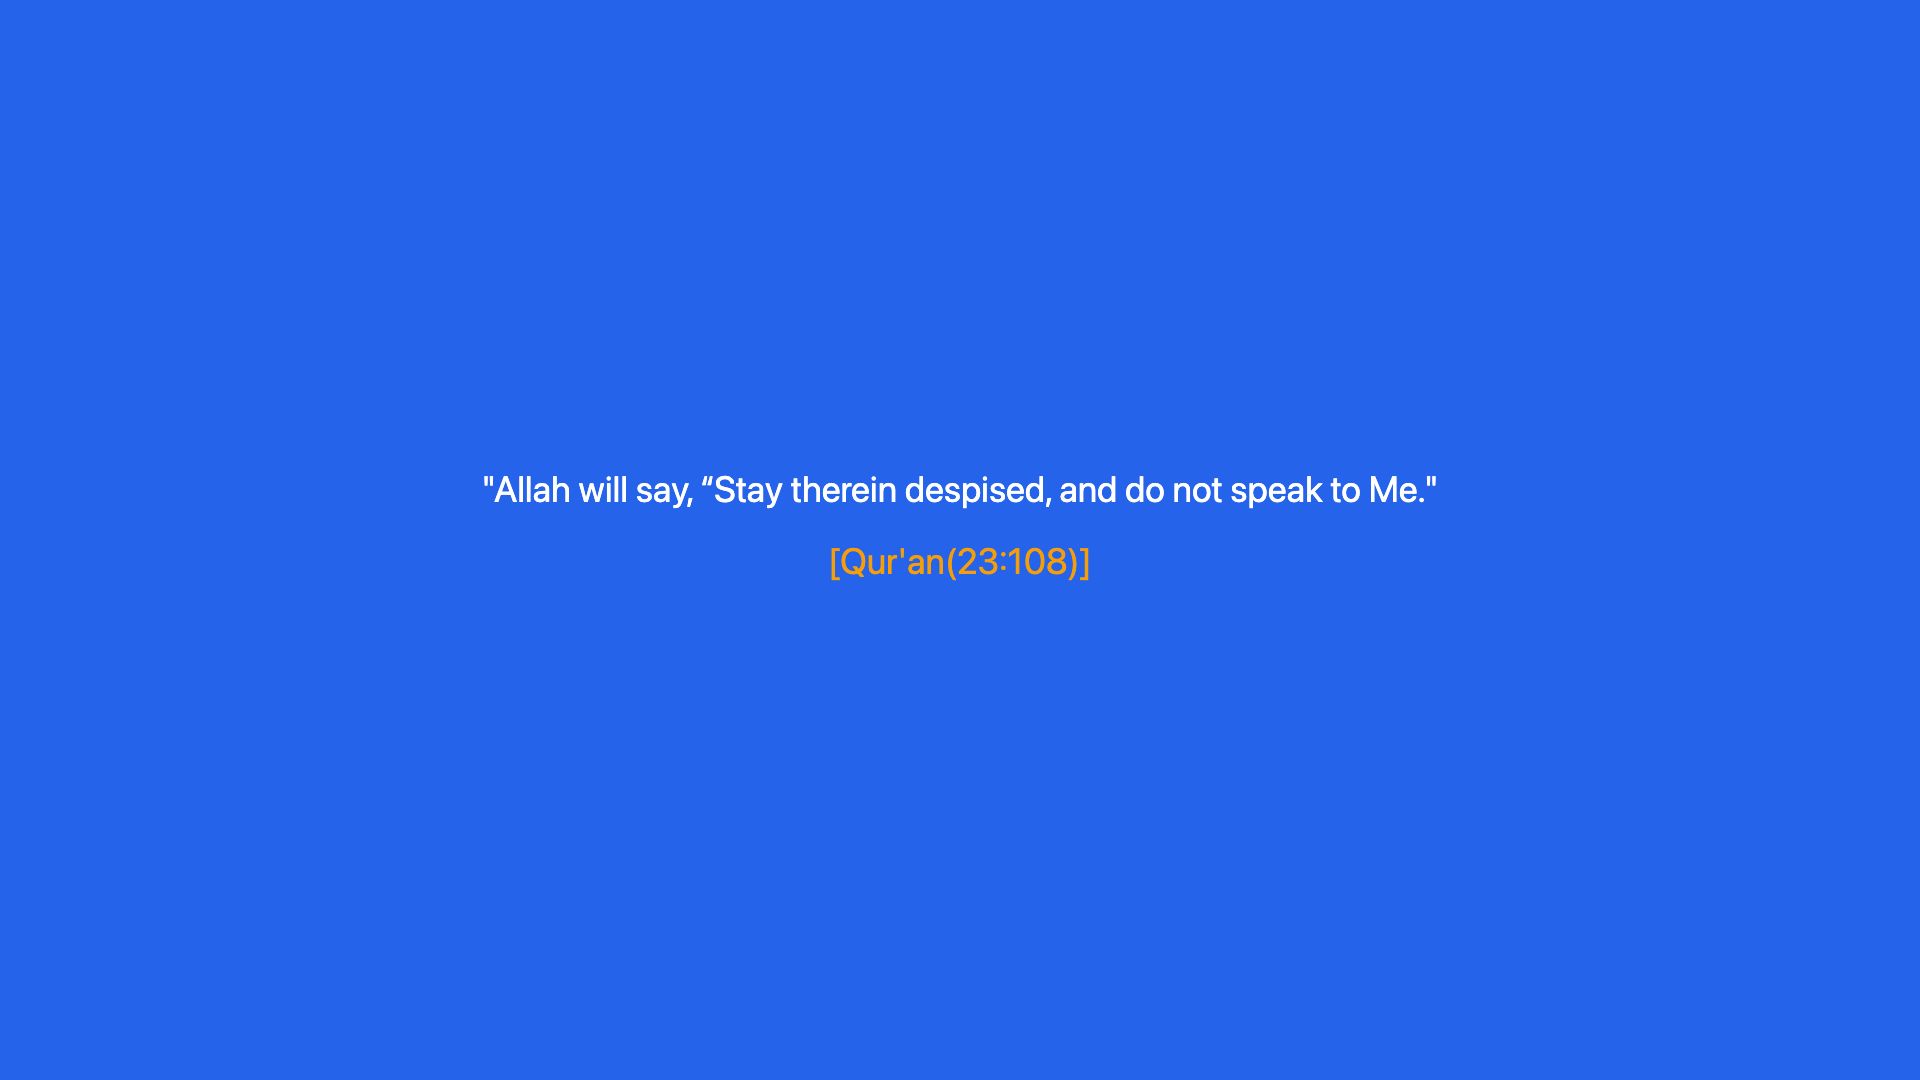 "Allah will say, “Stay therein despised, and do not speak to Me."
[Qur'an(23:108)]